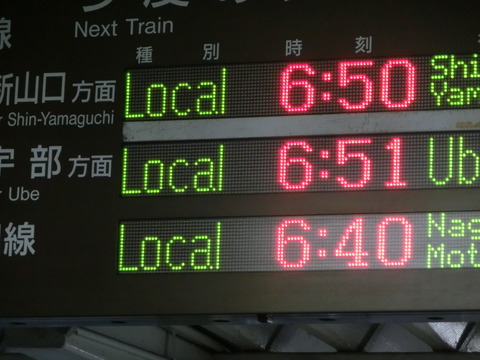 Next Train
線
種別 時刻
新山口方面 Local 6:50 Shi
r Shin-Yamaguchi Yam
宇部方面 Local 6:51 Ub
r Ube
線 Local 6:40 Nag
Mot